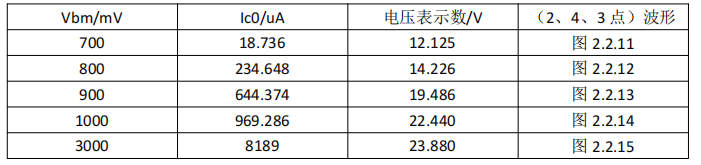 Vbm/mV Ic0/uA 电压表示数/V （2、4、3 点）波形
700 18.736 12.125 图 2.2.11
800 234.648 14.226 图 2.2.12
900 644.374 19.486 图 2.2.13
1000 969.286 22.440 图 2.2.14
3000 8189 23.880 图 2.2.15